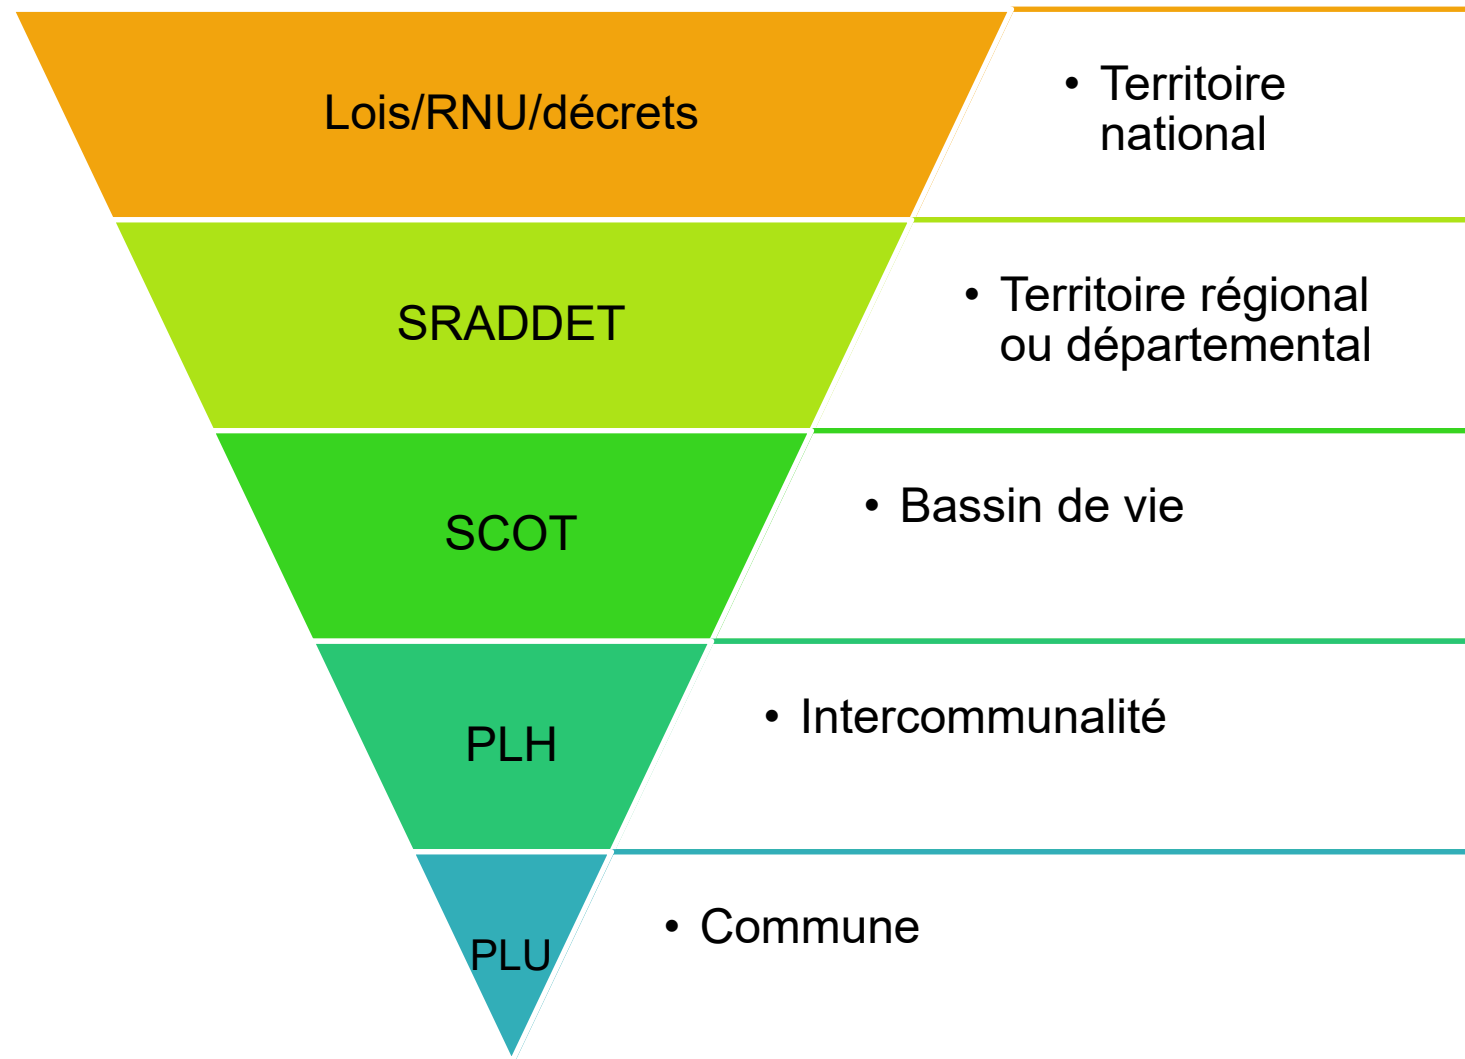 Lois/RNU/décrets
• Territoire
national
SRADDET
• Territoire régional
ou départemental
SCOT
• Bassin de vie
PLH
• Intercommunalité
PLU
• Commune